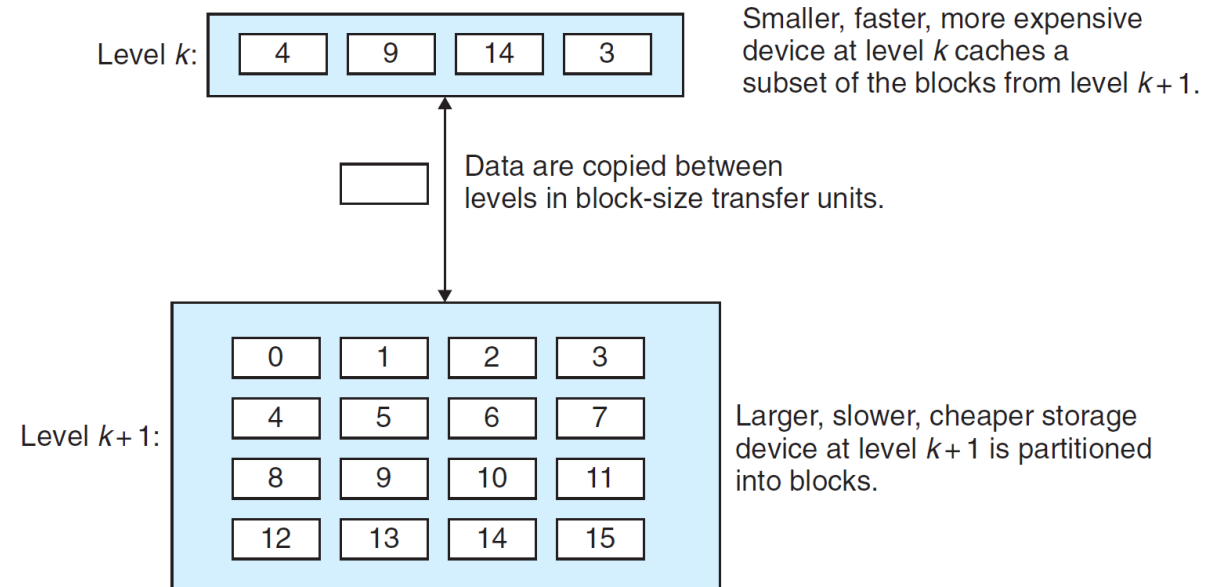 Smaller, faster, more expensive
Level k: 4 9 14 3
device at level k caches a
subset of the blocks from level k+1.
Data are copied between
levels in block-size transfer units.
0 1 2 3
4 5 6 7
Level k+1:
Larger, slower, cheaper storage
device at level k+1 is partitioned
into blocks.
8 9 10 11
12 13 14 15